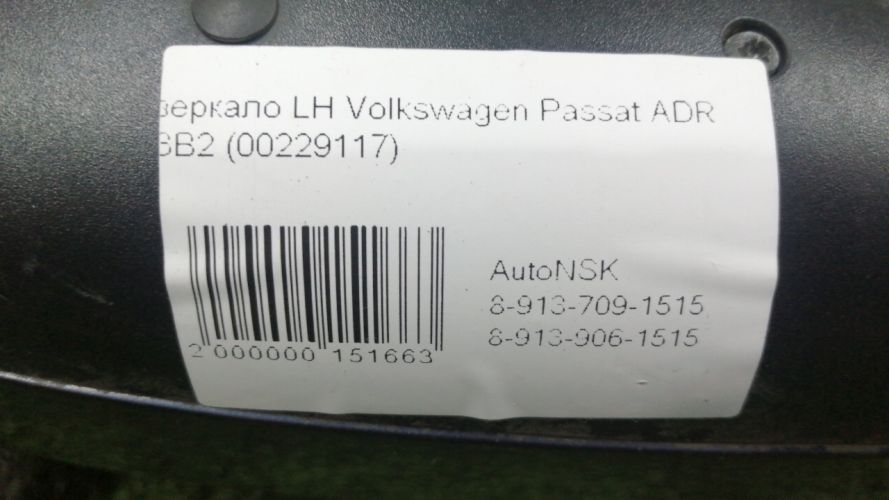 зеркало LH Volkswagen Passat ADR
3B2 (00229117)
AutoNSK
8-913-709-1515
8-913-906-1515
2 000000 151663